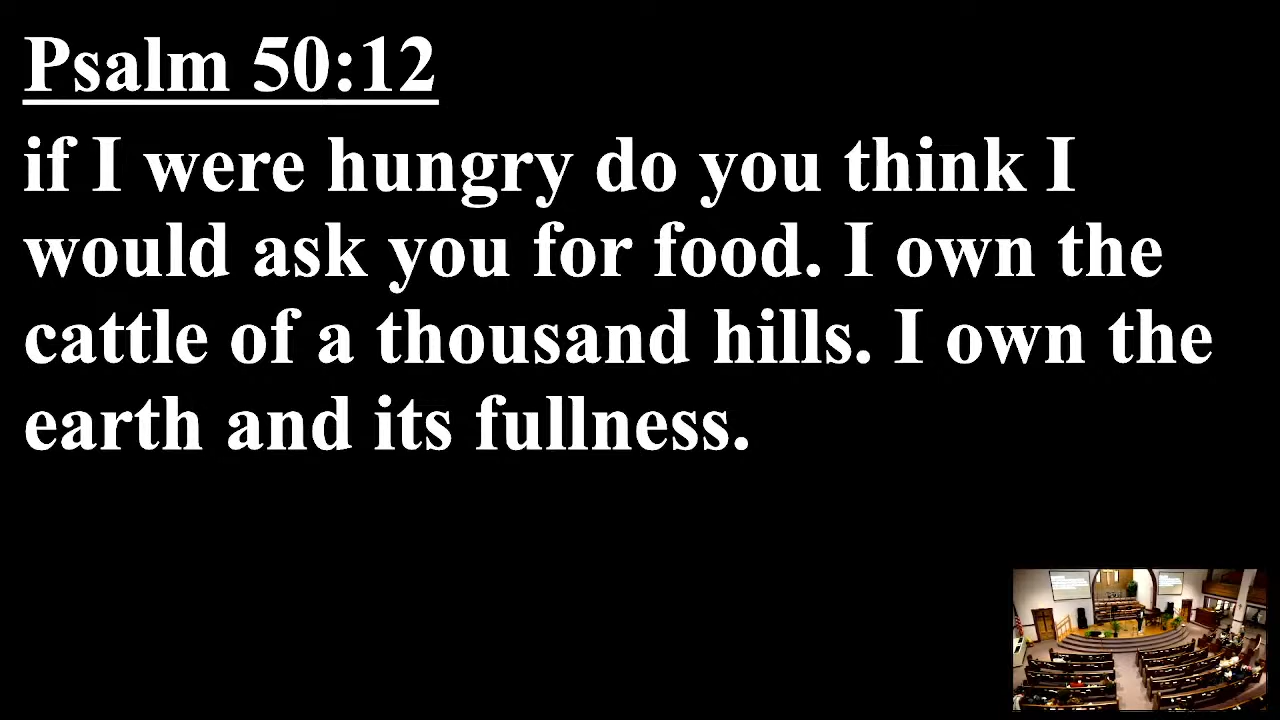 Psalm 50:12
if I were hungry do you think I
would ask you for food. I own the
cattle of a thousand hills. I own the
earth and its fullness.